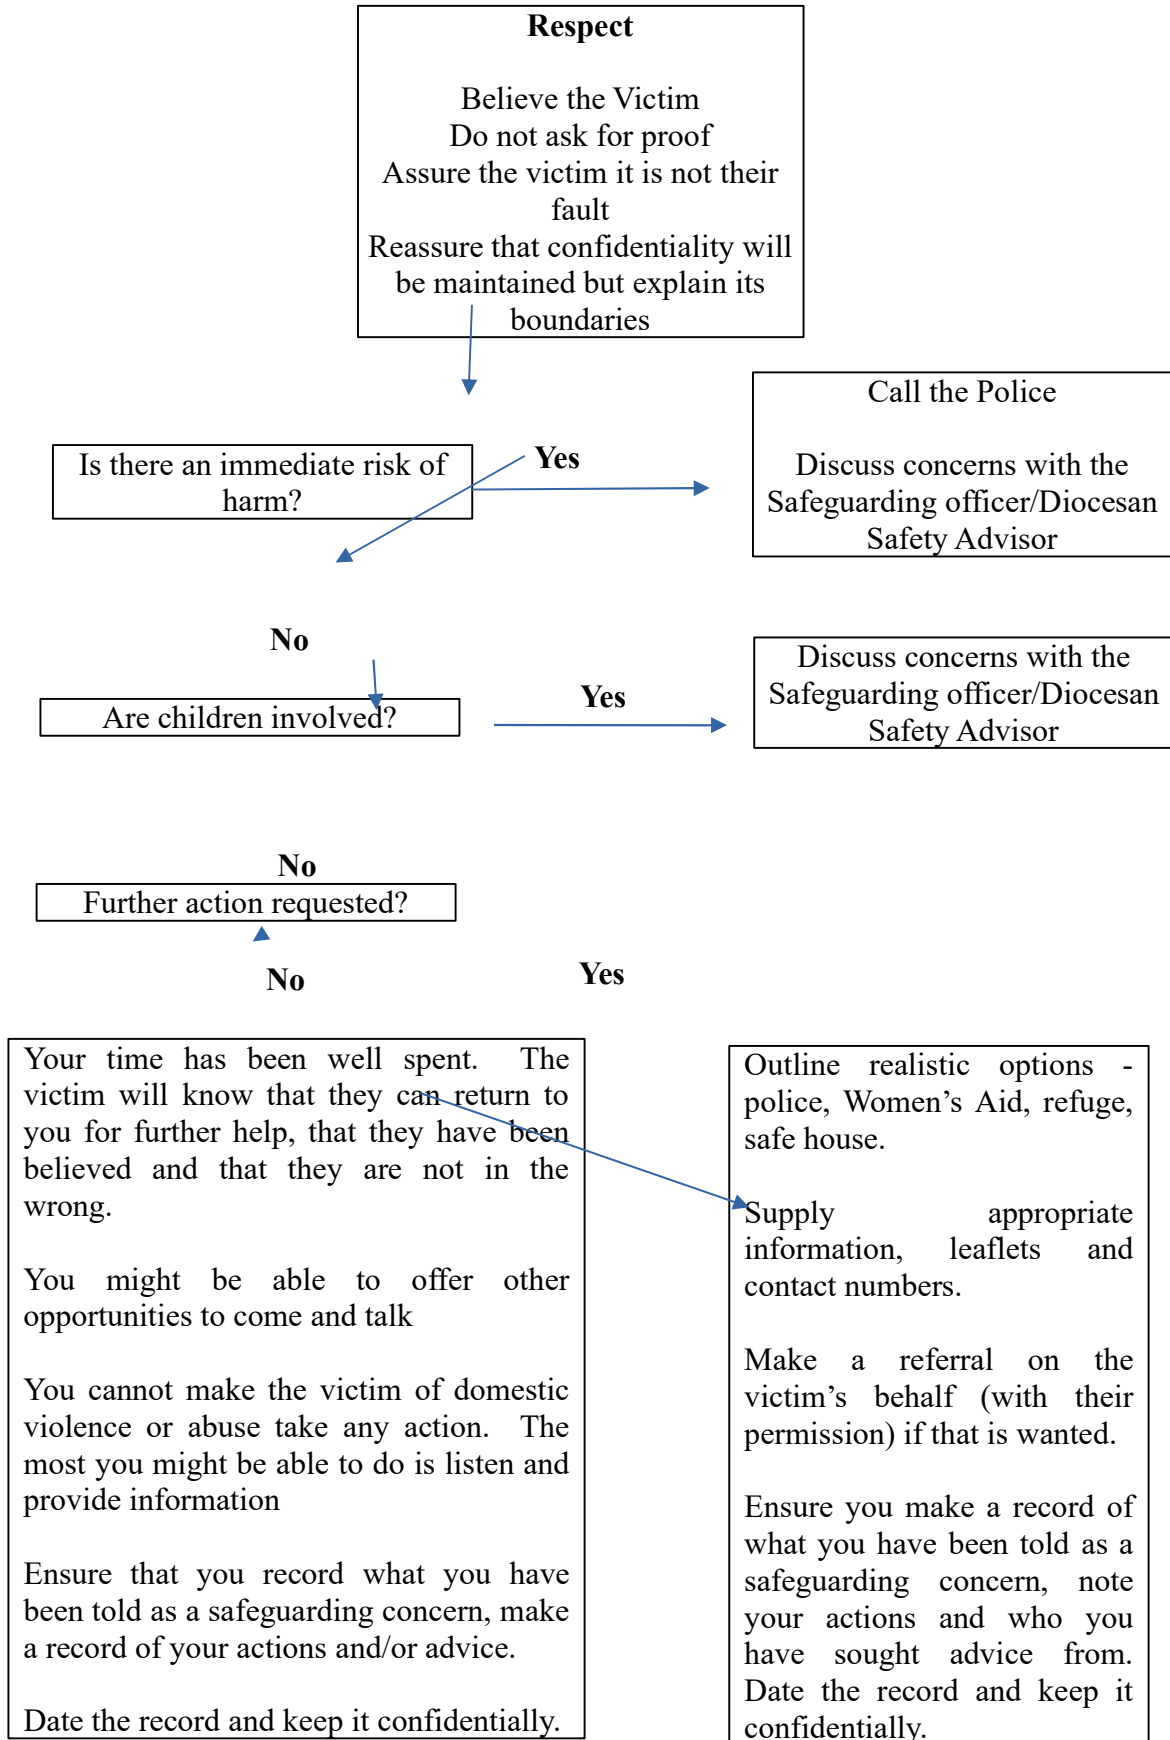 Respect
Believe the Victim
Do not ask for proof
Assure the victim it is not their
fault
Reassure that confidentiality will
be maintained but explain its
boundaries
Call the Police
Discuss concerns with the
Safeguarding officer/Diocesan
Safety Advisor
Is there an immediate risk of
harm?
Yes
No
Are children involved?
Yes
Discuss concerns with the
Safeguarding officer/Diocesan
Safety Advisor
No
Further action requested?
No
Yes
Your time has been well spent. The
victim will know that they can return to
you for further help, that they have been
believed and that they are not in the
wrong.
You might be able to offer other
opportunities to come and talk
You cannot make the victim of domestic
violence or abuse take any action. The
most you might be able to do is listen and
provide information
Ensure that you record what you have
been told as a safeguarding concern, make
a record of your actions and/or advice.
Date the record and keep it confidentially.
Outline realistic options -
police, Women’s Aid, refuge,
safe house.
Supply appropriate
information, leaflets and
contact numbers.
Make a referral on the
victim’s behalf (with their
permission) if that is wanted.
Ensure you make a record of
what you have been told as a
safeguarding concern, note
your actions and who you
have sought advice from.
Date the record and keep it
confidentially.